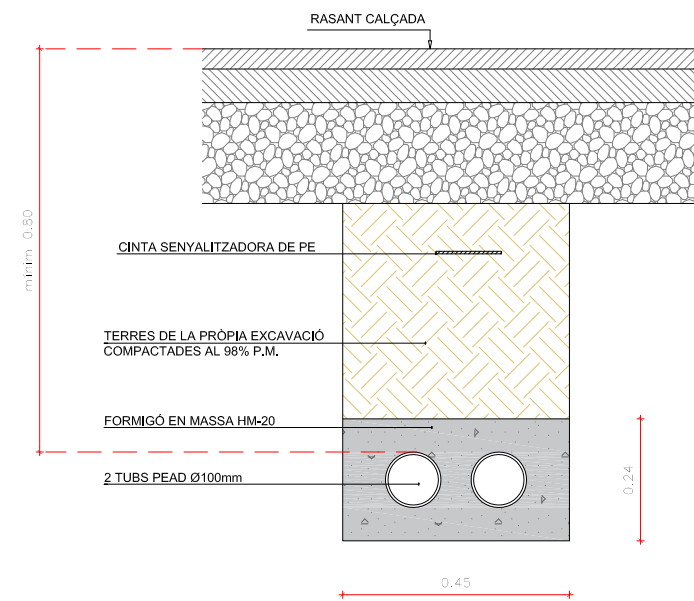 RASANT CALÇADA
mínim 0.80
CINTA SENYALITZADORA DE PE
TERRES DE LA PRÒPIA EXCAVACIÓ
COMPACTADES AL 98% P.M.
FORMIGÓ EN MASSA HM-20
2 TUBS PEAD Ø100mm
0.24
0.45